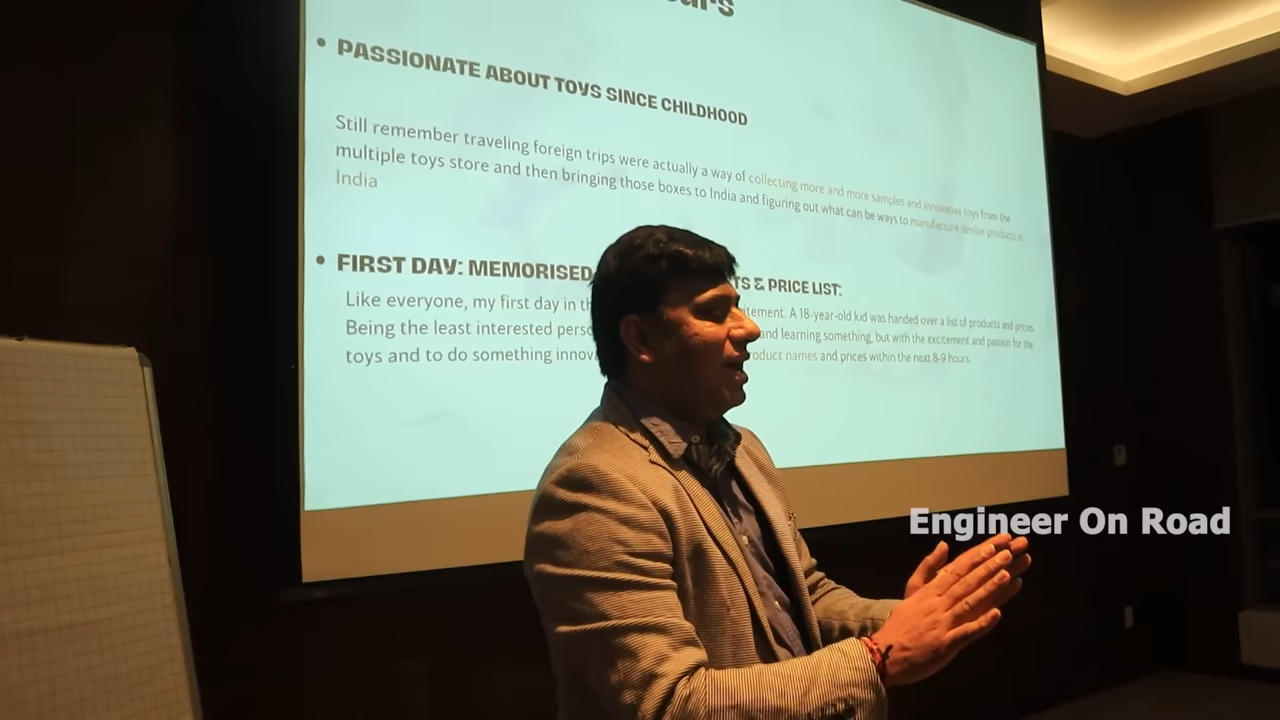 • PASSIONATE ABOUT TOYS SINCE CHILDHOOD
Still remember traveling foreign trips were actually a way of collecting more and more samples and innovative toys from the
multiple toys store and then bringing those boxes to India and figuring out what can be ways to manufacture similar products in
India
• FIRST DAY: MEMORISED TS & PRICE LIST:
Like everyone, my first day in th itement. A 18-year-old kid was handed over a list of products and prices.
Being the least interested perso and learning something, but with the excitement and passion for the
toys and to do something innov roduct names and prices within the next 8-9 hours.
Engineer On Road